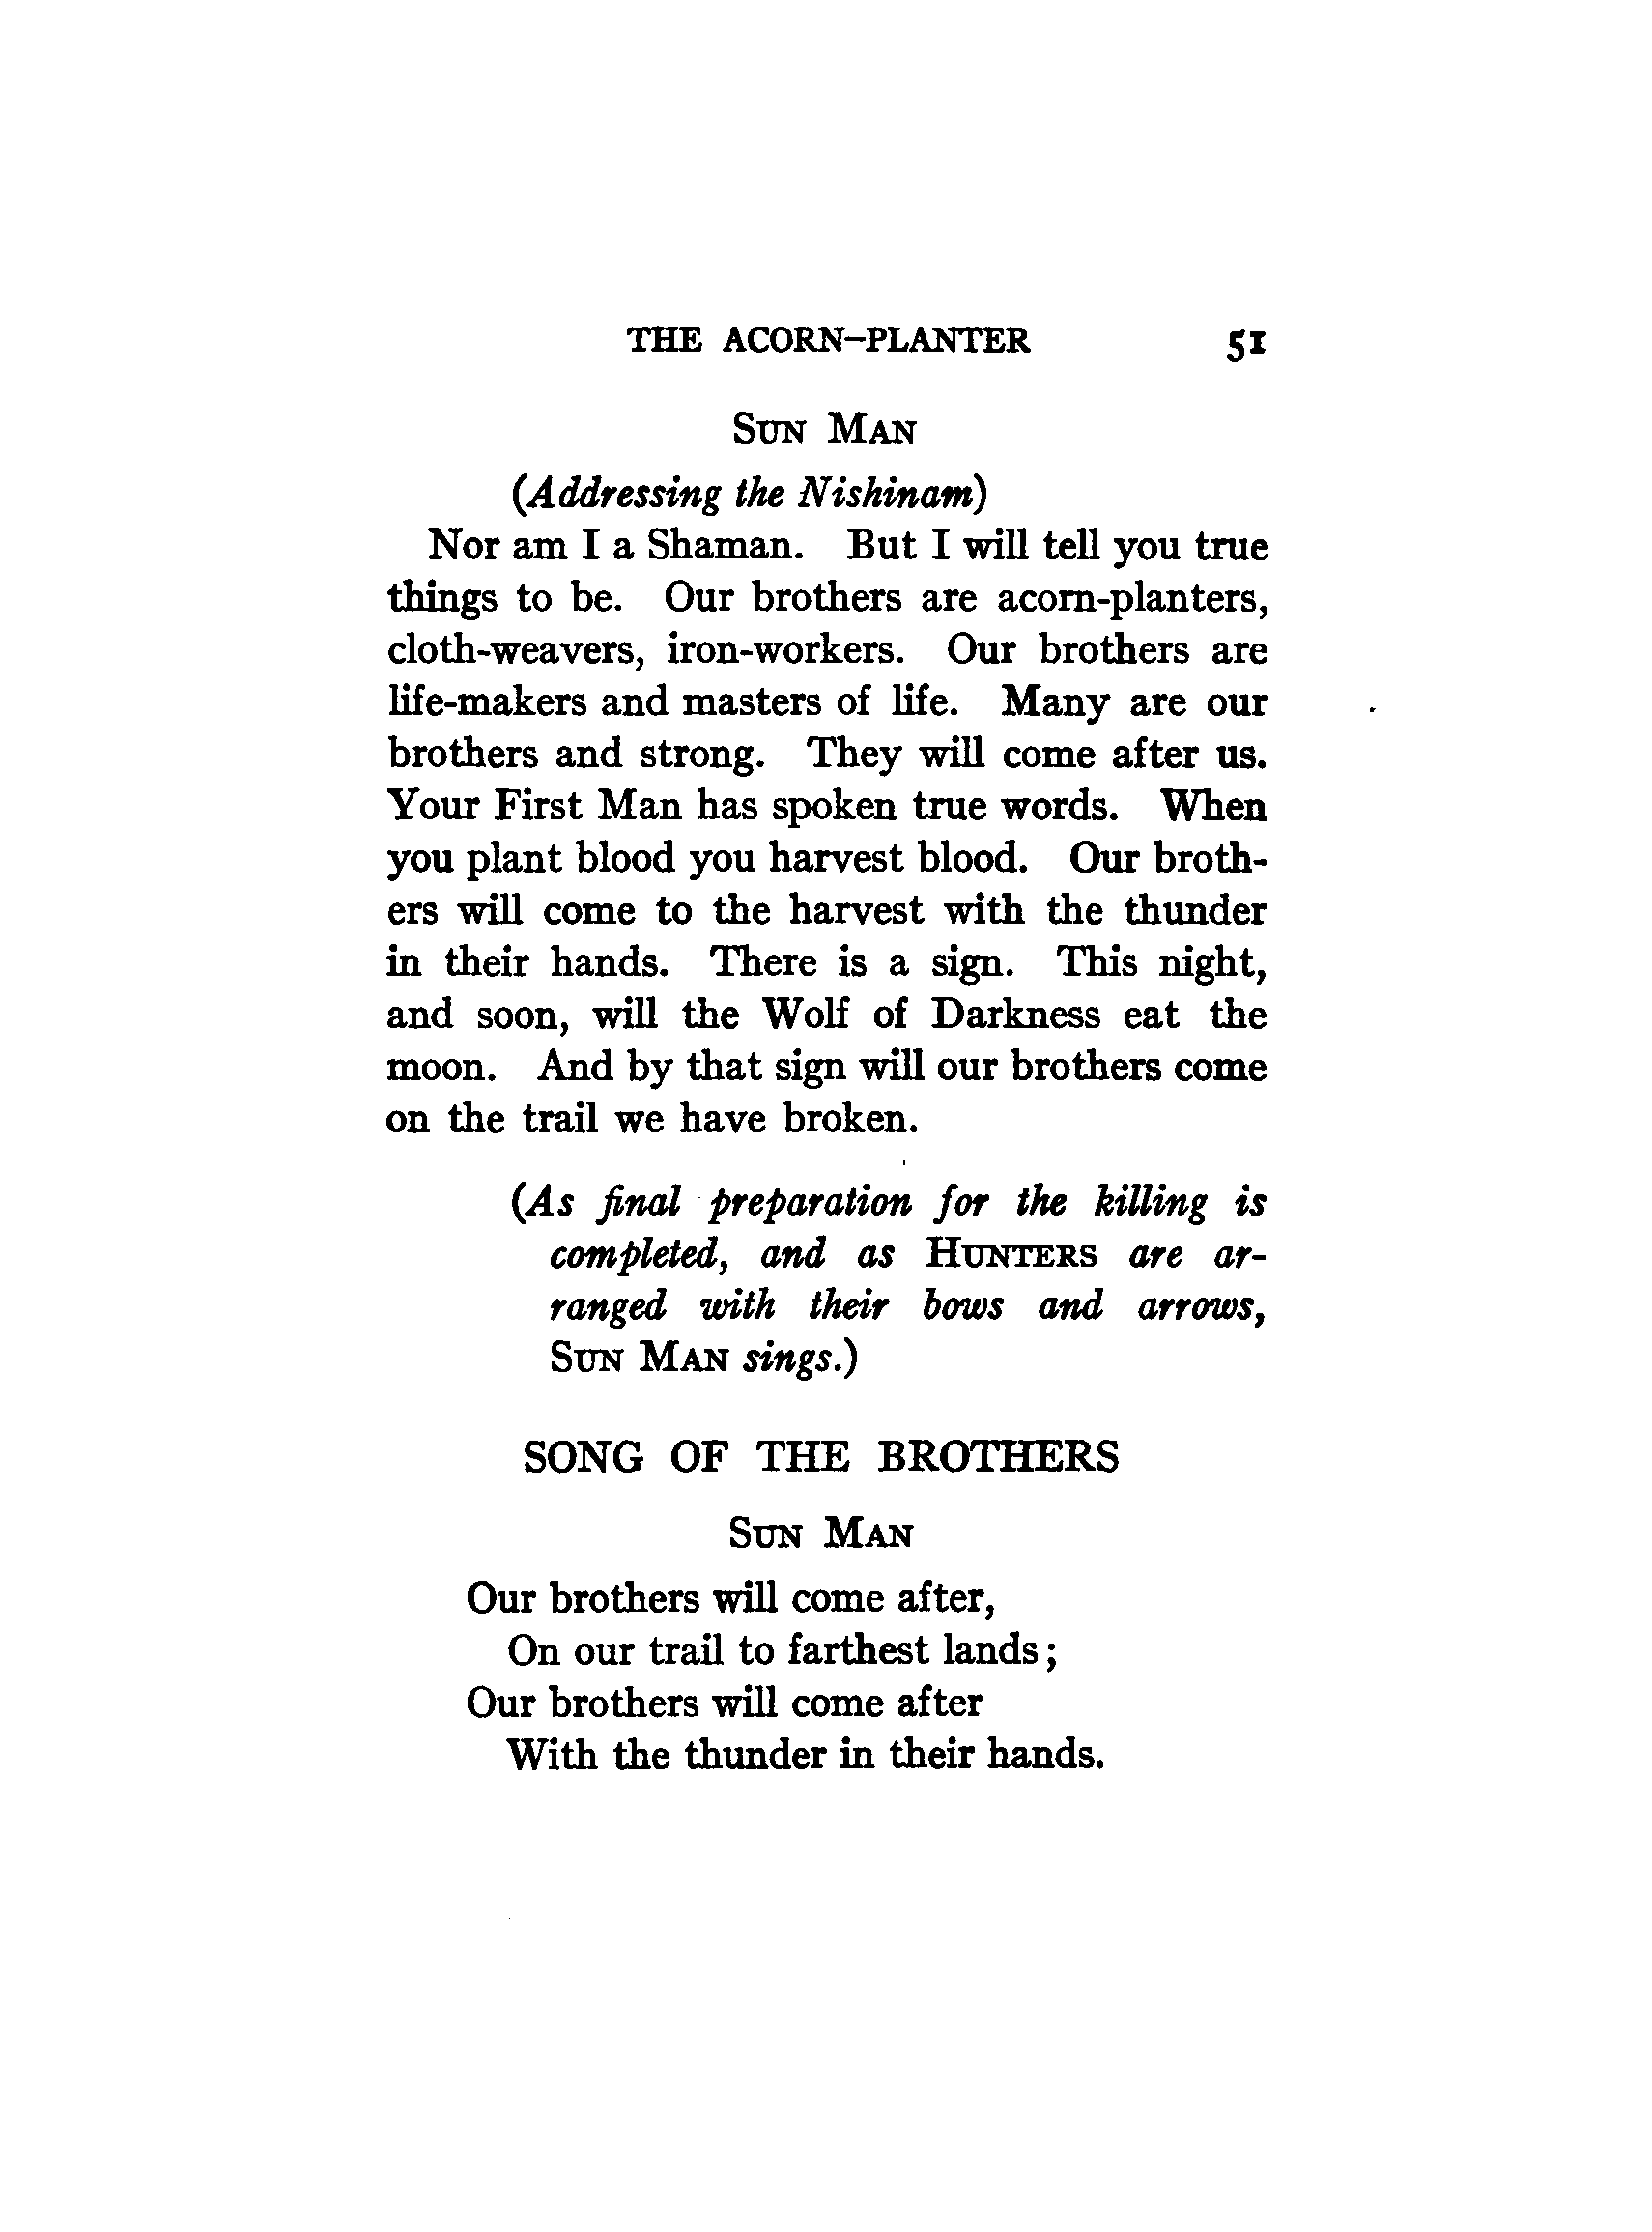 THE ACORN–PLANTER 51
SUN MAN
(Addressing the Nishinam)
Nor am I a Shaman. But I will tell you true
things to be. Our brothers are acorn-planters,
cloth-weavers, iron-workers. Our brothers are
life-makers and masters of life. Many are our
brothers and strong. They will come after us.
Your First Man has spoken true words. When
you plant blood you harvest blood. Our broth-
ers will come to the harvest with the thunder
in their hands. There is a sign. This night,
and soon, will the Wolf of Darkness eat the
moon. And by that sign will our brothers come
on the trail we have broken.
(As final preparation for the killing is
completed, and as HUNTERS are ar-
ranged with their bows and arrows,
SUN MAN sings.)
SONG OF THE BROTHERS
SUN MAN
Our brothers will come after,
On our trail to farthest lands;
Our brothers will come after
With the thunder in their hands.